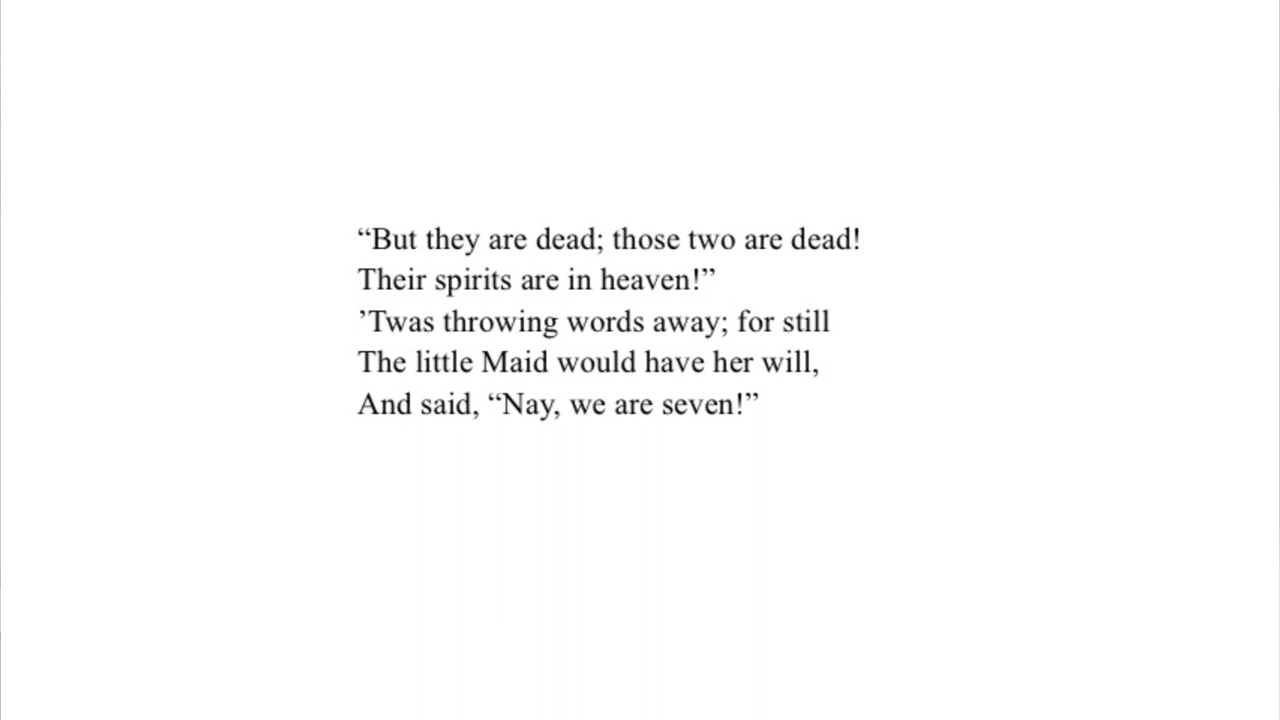 “But they are dead; those two are dead!
Their spirits are in heaven!”
’Twas throwing words away; for still
The little Maid would have her will,
And said, “Nay, we are seven!”